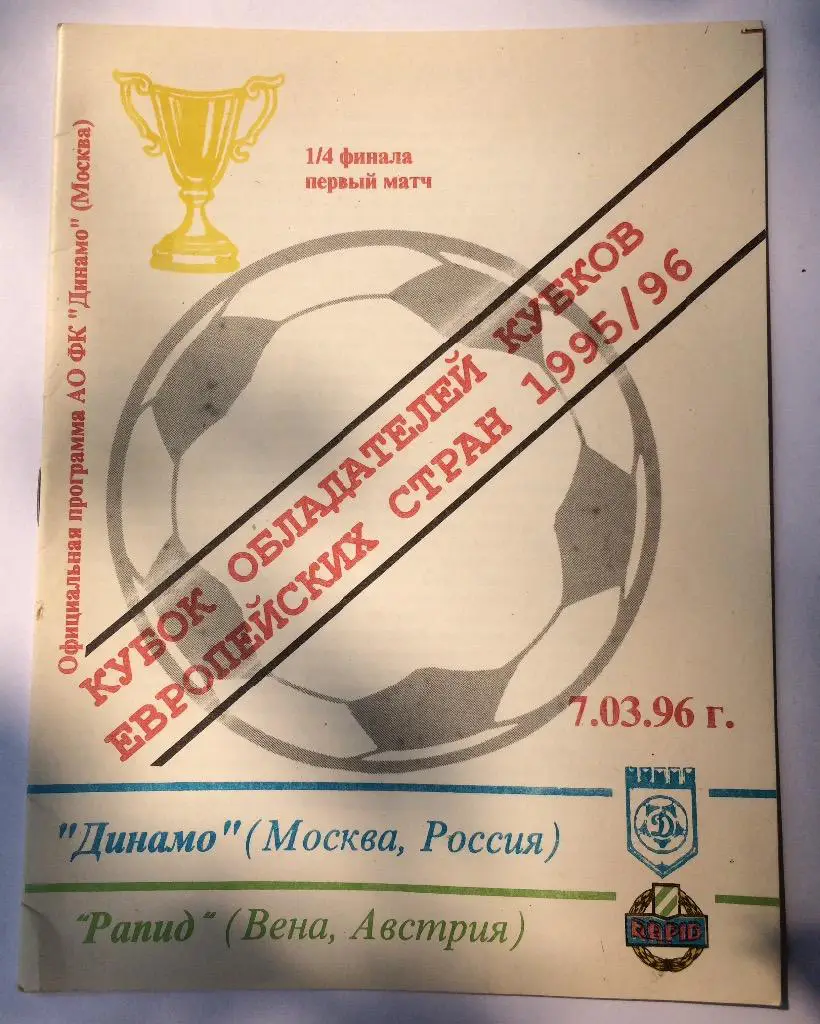 1/4 финала
первый матч
Официальная программа АО ФК "Динамо" (Москва)
КУБОК ОБЛАДАТЕЛЕЙ КУБКОВ
ЕВРОПЕЙСКИХ СТРАН 1995/96
7.03.96 г.
"Динамо" (Москва, Россия)
Д
"Рапид" (Вена, Австрия)
RAPID